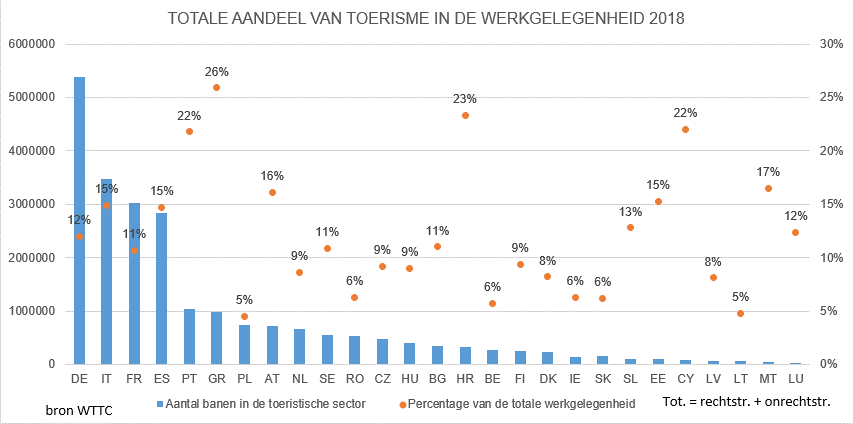 TOTALE AANDEEL VAN TOERISME IN DE WERKGELEGENHEID 2018
6000000 30%
5000000 25%
4000000 20%
3000000 15%
2000000 10%
1000000 5%
0 0%
12% 15% 11% 15% 22% 26% 5% 16% 9% 11% 6% 9% 9% 11% 23% 6% 9% 8% 6% 6% 13% 15% 22% 8% 5% 17% 12%
DE IT FR ES PT GR PL AT NL SE RO CZ HU BG HR BE FI DK IE SK SL EE CY LV LT MT LU
bron WTTC Aantal banen in de toeristische sector Percentage van de totale werkgelegenheid Tot. = rechtstr. + onrechtstr.